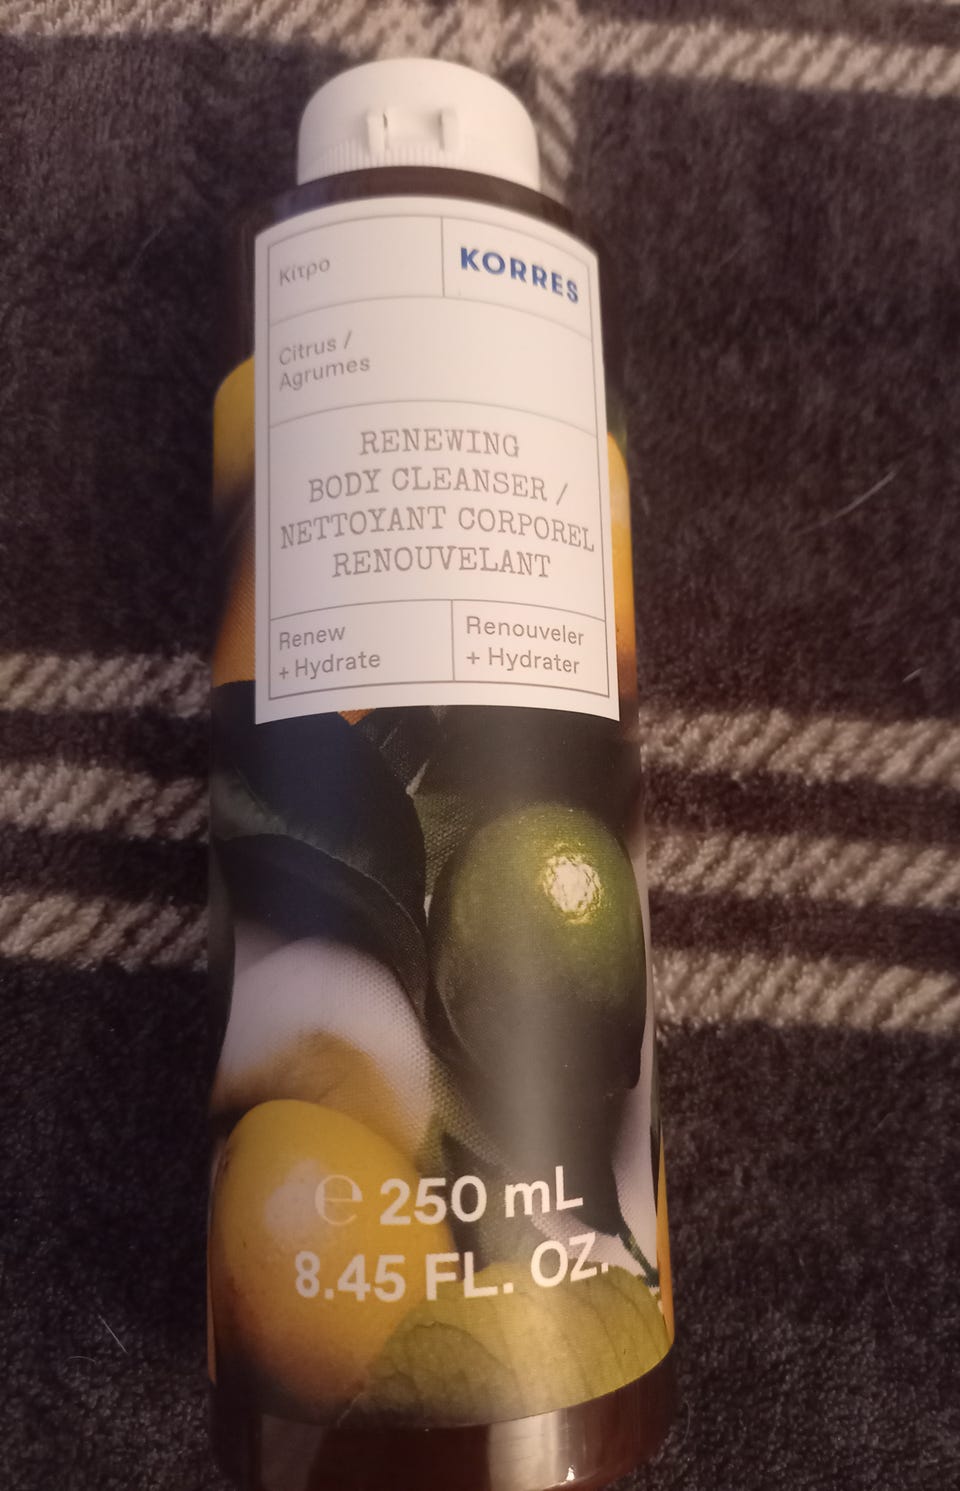 Κίτρο
KORRES
Citrus /
Agrumes
RENEWING
BODY CLEANSER /
NETTOYANT CORPOREL
RENOUVELANT
Renew
+ Hydrate
Renouveler
+ Hydrater
℮ 250 mL
8.45 FL. OZ.